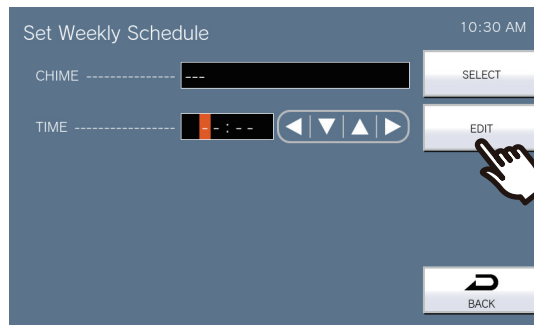 Set Weekly Schedule 10:30 AM
CHIME --------------- --- SELECT
TIME ----------------- --:-- EDIT
BACK